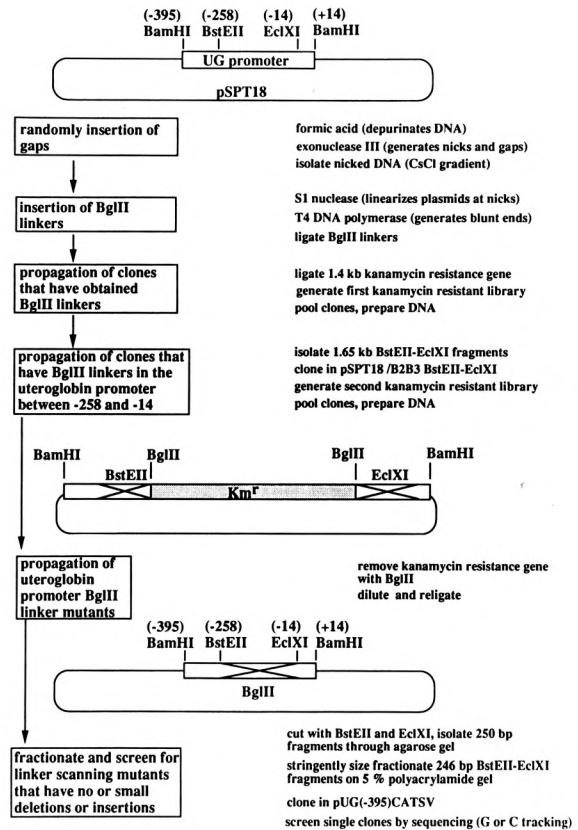 (-395) (-258) (-14) (+14)
BamHI BstEII EclXI BamHI
UG promoter
pSPT18
randomly insertion of
gaps
formic acid (depurinates DNA)
exonuclease III (generates nicks and gaps)
isolate nicked DNA (CsCl gradient)
insertion of BglII
linkers
S1 nuclease (linearizes plasmids at nicks)
T4 DNA polymerase (generates blunt ends)
ligate BglII linkers
propagation of clones
that have obtained
BglII linkers
ligate 1.4 kb kanamycin resistance gene
generate first kanamycin resistant library
pool clones, prepare DNA
propagation of clones that
have BglII linkers in the
uteroglobin promoter
between -258 and -14
isolate 1.65 kb BstEII-EclXI fragments
clone in pSPT18 /B2B3 BstEII-EclXI
generate second kanamycin resistant library
pool clones, prepare DNA
BamHI BglII BglII BamHI
BstEII EclXI
Kmr
propagation of
uteroglobin
promoter BglII
linker mutants
remove kanamycin resistance gene
with BglII
dilute and religate
(-395) (-258) (-14) (+14)
BamHI BstEII EclXI BamHI
BglII
fractionate and screen for
linker scanning mutants
that have no or small
deletions or insertions
cut with BstEII and EclXI, isolate 250 bp
fragments through agarose gel
stringently size fractionate 246 bp BstEII-EclXI
fragments on 5 % polyacrylamide gel
clone in pUG(-395)CATSV
screen single clones by sequencing (G or C tracking)